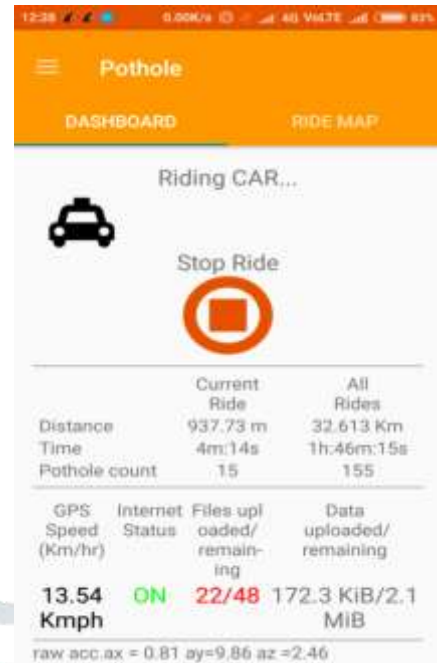 12:38 0.00K/s 4G VoLTE 83%
Pothole
DASHBOARD RIDE MAP
Riding CAR...
Stop Ride
Current All
Ride Rides
Distance 937.73 m 32.613 Km
Time 4m:14s 1h:46m:15s
Pothole count 15 155
GPS Internet Files upl Data
Speed Status oaded/ uploaded/
(Km/hr) remain- remaining
ing
13.54 ON 22/48 172.3 KiB/2.1
Kmph MiB
raw acc.ax = 0.81 ay=9.86 az =2.46